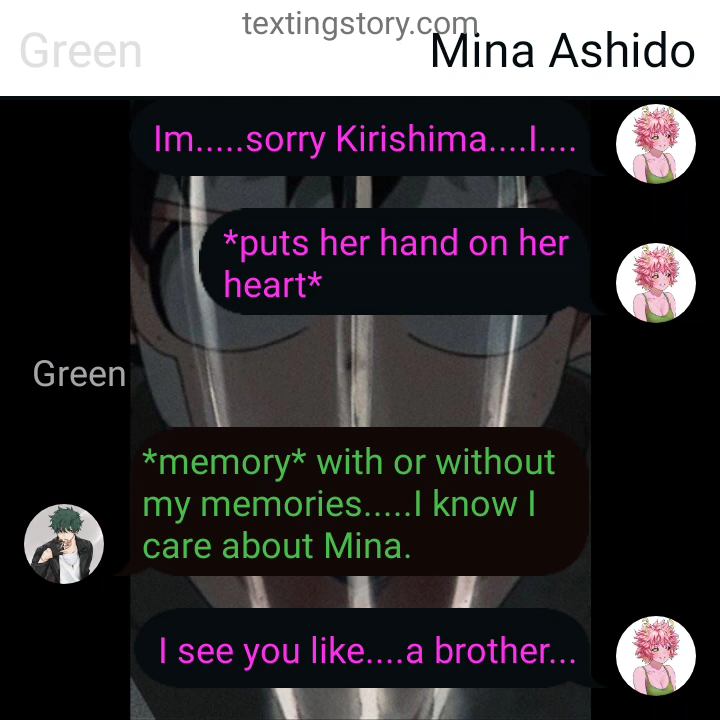 textingstory.com
Green
Mina Ashido
Im.....sorry Kirishima....I....
*puts her hand on her
heart*
Green
*memory* with or without
my memories.....I know I
care about Mina.
I see you like....a brother...